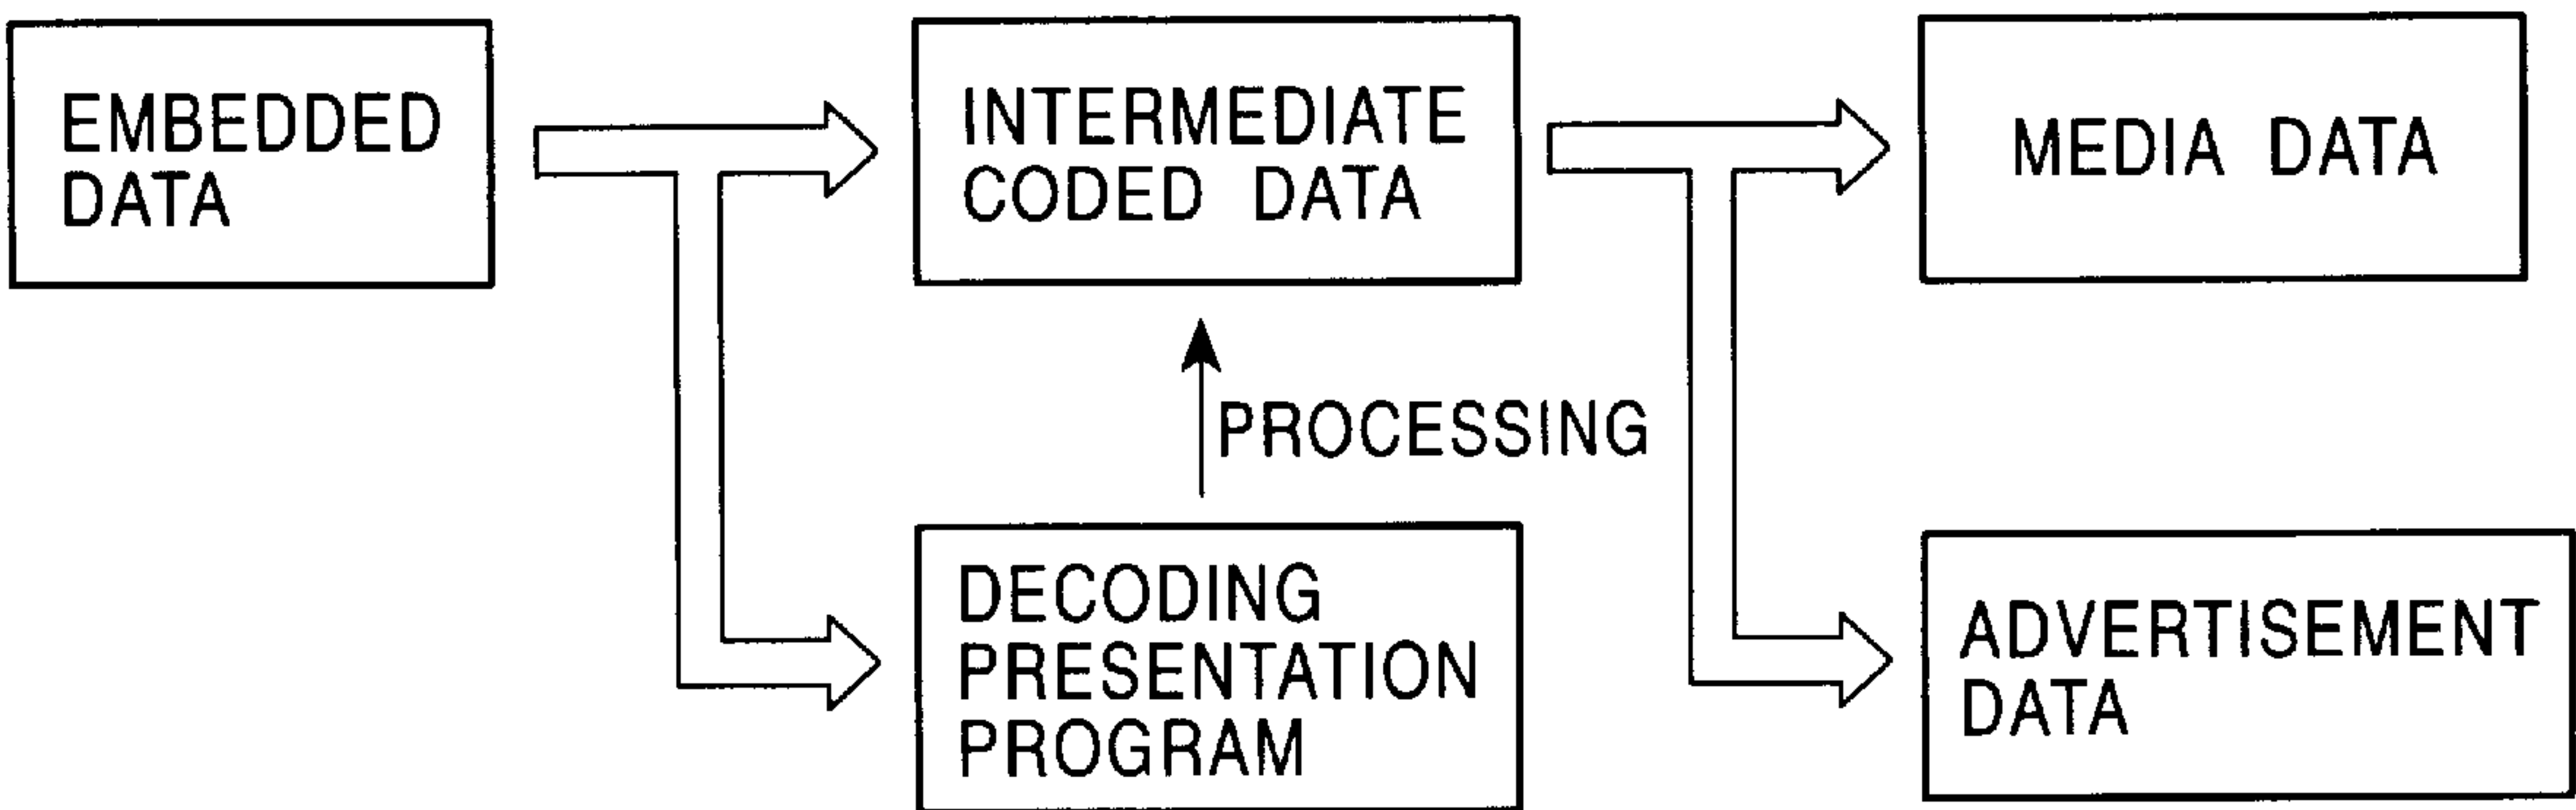 EMBEDDED
DATA
INTERMEDIATE
CODED DATA
MEDIA DATA
PROCESSING
DECODING
PRESENTATION
PROGRAM
ADVERTISEMENT
DATA